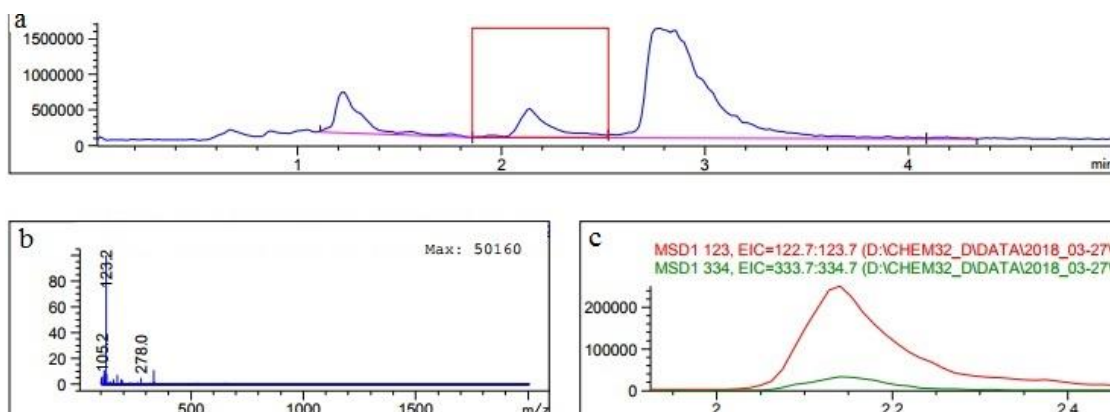 a
1500000
1000000
500000
0
1 2 3 4 min
b
Max: 50160
80
60
40
20
0
105.2
123.2
278.0
500 1000 1500 m/z
c
MSD1 123, EIC=122.7:123.7 (D:\CHEM32_D\DATA\2018_03-27\
MSD1 334, EIC=333.7:334.7 (D:\CHEM32_D\DATA\2018_03-27\
200000
100000
0
2 2.2 2.4